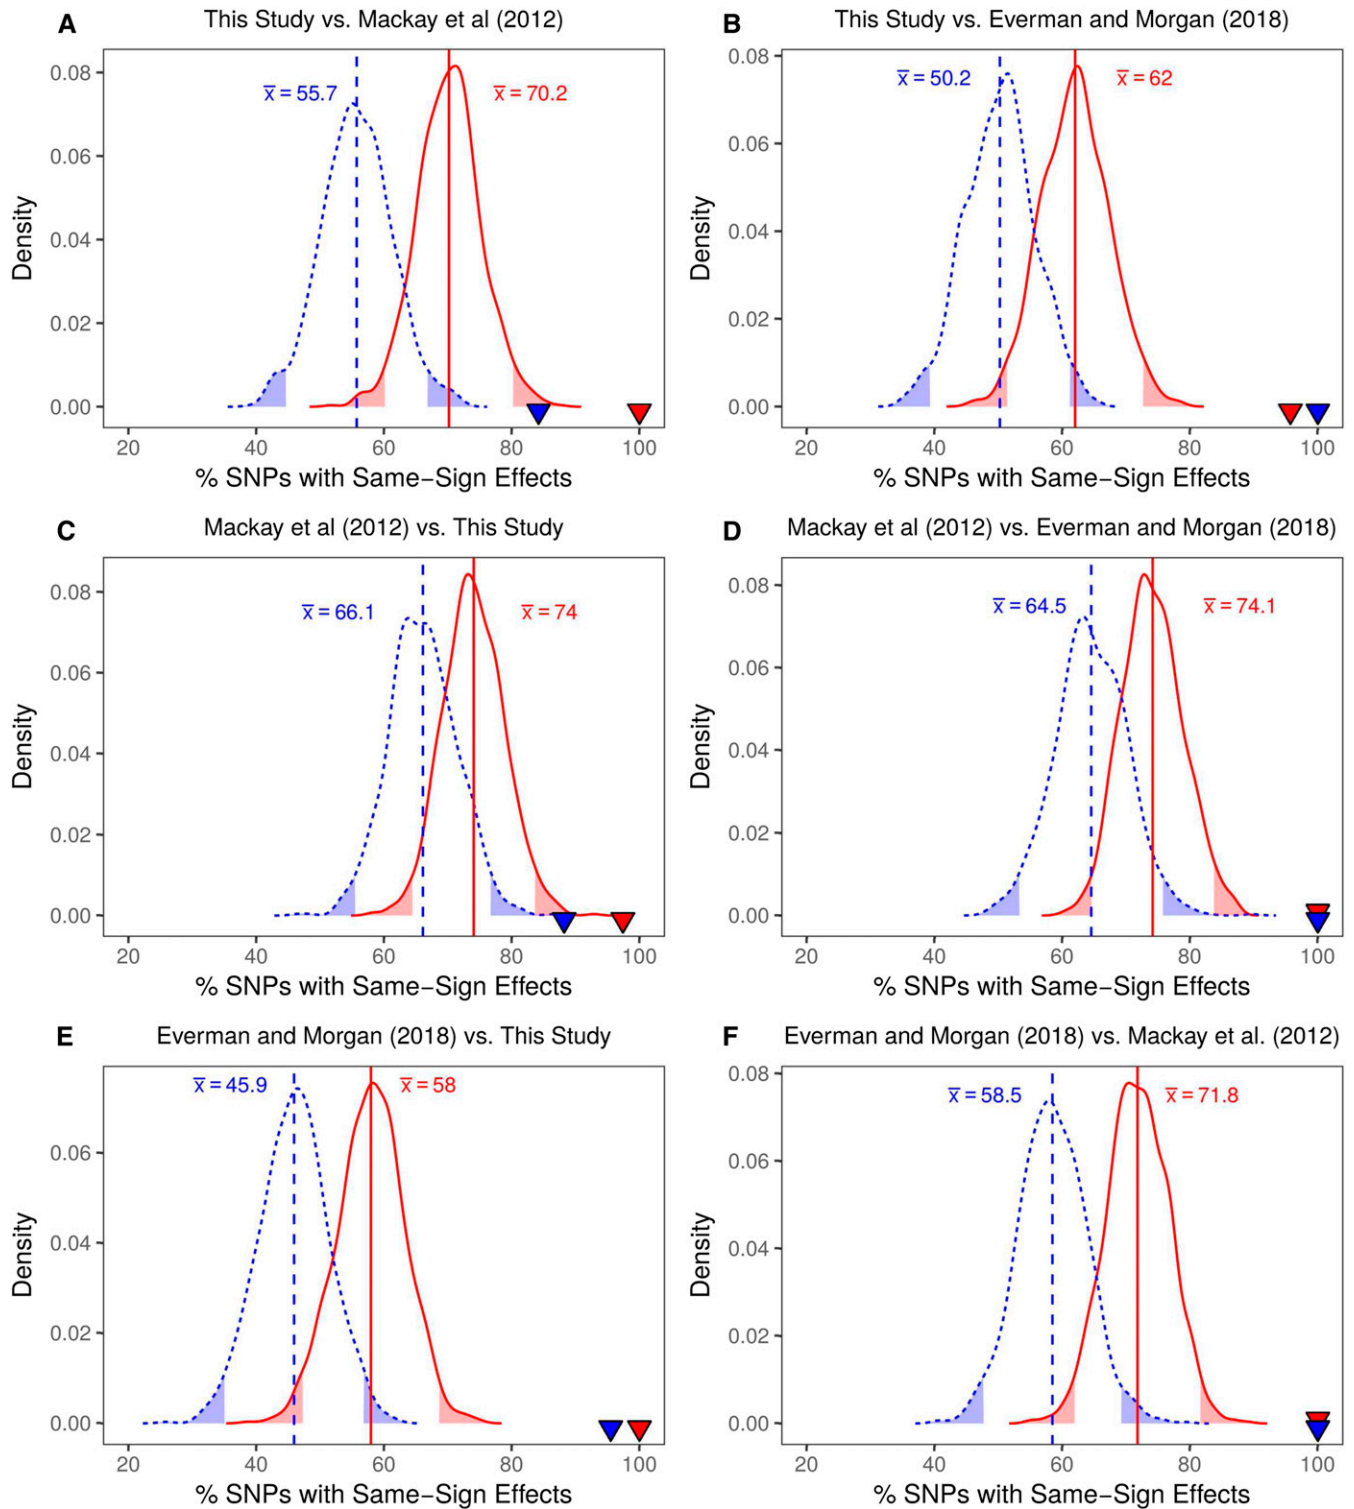 A This Study vs. Mackay et al (2012)
x̅ = 55.7
x̅ = 70.2
0.08
0.06
0.04
0.02
0.00
Density
20 40 60 80 100
% SNPs with Same−Sign Effects
B This Study vs. Everman and Morgan (2018)
x̅ = 50.2
x̅ = 62
0.08
0.06
0.04
0.02
0.00
Density
20 40 60 80 100
% SNPs with Same−Sign Effects
C Mackay et al (2012) vs. This Study
x̅ = 66.1
x̅ = 74
0.08
0.06
0.04
0.02
0.00
Density
20 40 60 80 100
% SNPs with Same−Sign Effects
D Mackay et al (2012) vs. Everman and Morgan (2018)
x̅ = 64.5
x̅ = 74.1
0.08
0.06
0.04
0.02
0.00
Density
20 40 60 80 100
% SNPs with Same−Sign Effects
E Everman and Morgan (2018) vs. This Study
x̅ = 45.9
x̅ = 58
0.06
0.04
0.02
0.00
Density
20 40 60 80 100
% SNPs with Same−Sign Effects
F Everman and Morgan (2018) vs. Mackay et al. (2012)
x̅ = 58.5
x̅ = 71.8
0.08
0.06
0.04
0.02
0.00
Density
20 40 60 80 100
% SNPs with Same−Sign Effects